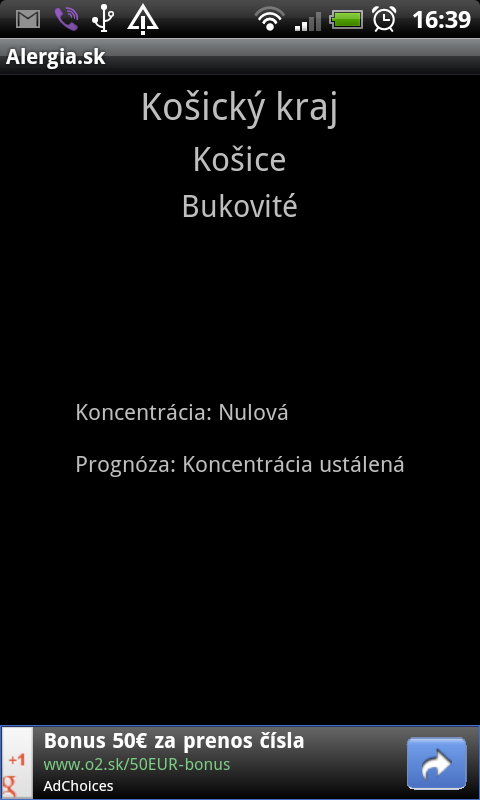 16:39
Alergia.sk
Košický kraj
Košice
Bukovité
Koncentrácia: Nulová
Prognóza: Koncentrácia ustálená
+1
g
Bonus 50€ za prenos čísla
www.o2.sk/50EUR-bonus
AdChoices